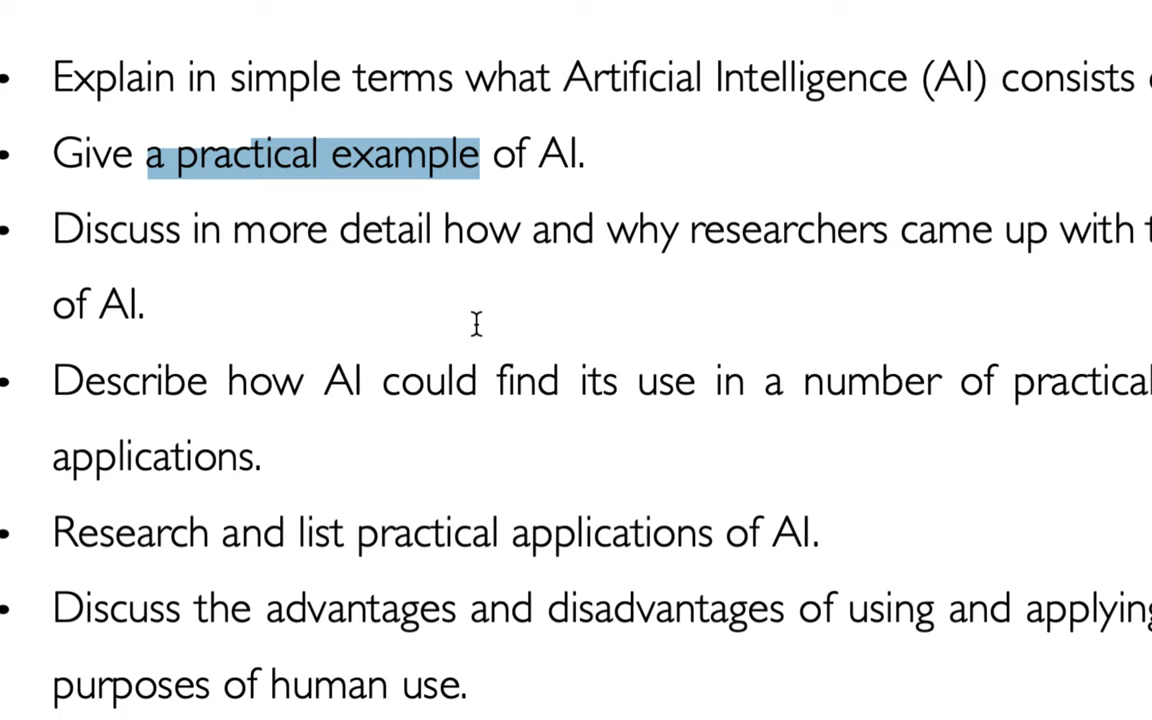 • Explain in simple terms what Artificial Intelligence (AI) consists
• Give a practical example of AI.
• Discuss in more detail how and why researchers came up with
of AI.
• Describe how AI could find its use in a number of practical
applications.
• Research and list practical applications of AI.
• Discuss the advantages and disadvantages of using and applying
purposes of human use.